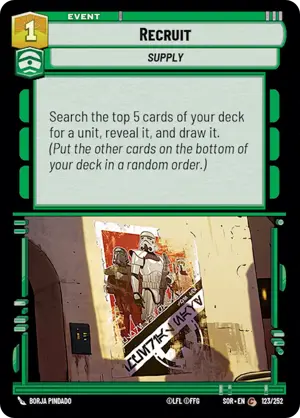 EVENT
1
RECRUIT
SUPPLY
Search the top 5 cards of your deck
for a unit, reveal it, and draw it.
(Put the other cards on the bottom of
your deck in a random order.)
BORJA PINDADO
©LFL ©FFG
SOR • EN C 123/252